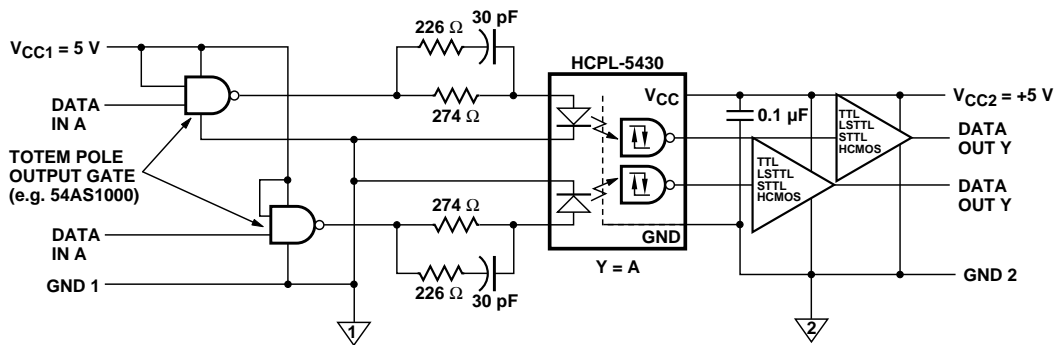 30 pF
226 Ω
HCPL-5430
VCC1 = 5 V
VCC
VCC2 = +5 V
274 Ω
0.1 µF
DATA
IN A
TTL
LSTTL
STTL
HCMOS
DATA
OUT Y
TOTEM POLE
OUTPUT GATE
(e.g. 54AS1000)
TTL
LSTTL
STTL
HCMOS
DATA
OUT Y
274 Ω
DATA
IN A
GND
Y = A
GND 1
GND 2
226 Ω
30 pF
1
2